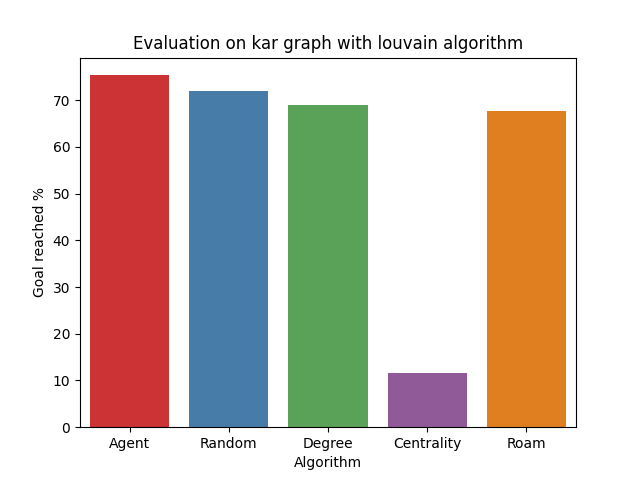 Evaluation on kar graph with louvain algorithm
Goal reached %
70
60
50
40
30
20
10
0
Agent Random Degree Centrality Roam
Algorithm